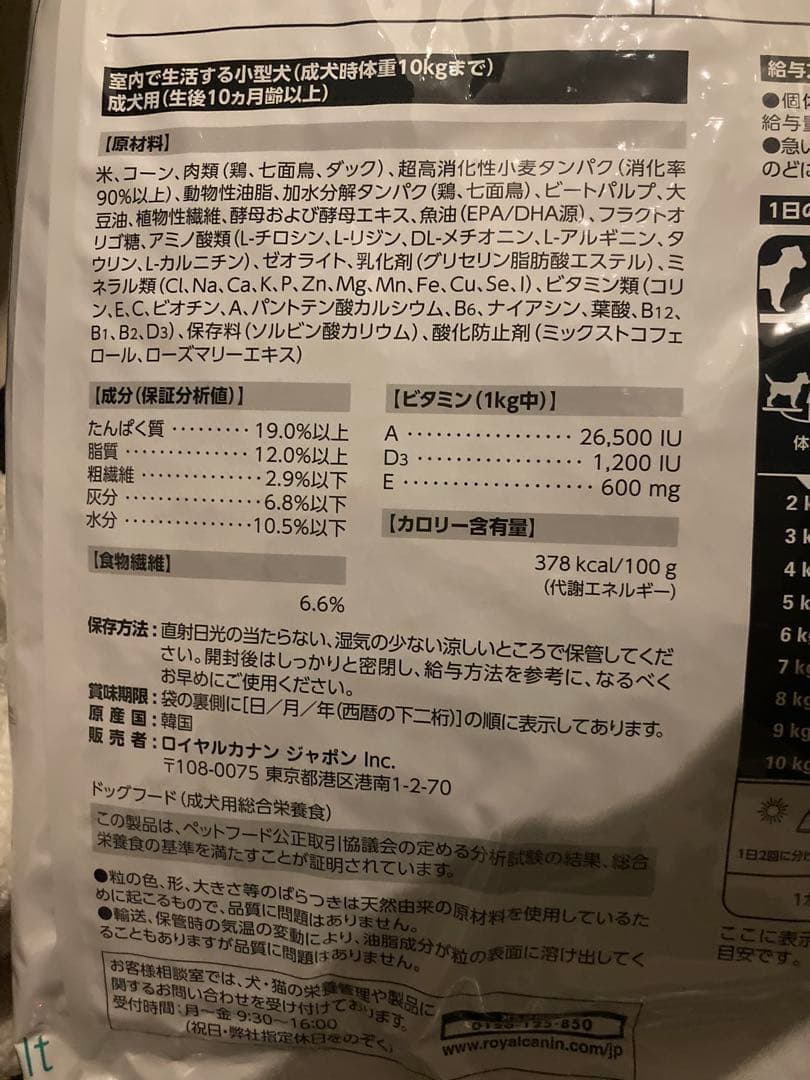 室内で生活する小型犬(成犬時体重10kgまで)
成犬用(生後10ヵ月齢以上)
【原材料】
米、コーン、肉類(鶏、七面鳥、ダック)、超高消化性小麦タンパク(消化率
90%以上)、動物性油脂、加水分解タンパク(鶏、七面鳥)、ビートパルプ、大
豆油、植物性繊維、酵母および酵母エキス、魚油(EPA/DHA源)、フラクトオ
リゴ糖、アミノ酸類(L-チロシン、L-リジン、DL-メチオニン、L-アルギニン、タ
ウリン、L-カルニチン)、ゼオライト、乳化剤(グリセリン脂肪酸エステル)、ミ
ネラル類(Cl、Na、Ca、K、P、Zn、Mg、Mn、Fe、Cu、Se、I)、ビタミン類(コリ
ン、E、C、ビオチン、A、パントテン酸カルシウム、B6、ナイアシン、葉酸、B12、
B1、B2、D3)、保存料(ソルビン酸カリウム)、酸化防止剤(ミックストコフェ
ロール、ローズマリーエキス)
【成分(保証分析値)】
たんぱく質 ········· 19.0%以上
脂質 ·············· 12.0%以上
粗繊維 ············· 2.9%以下
灰分 ··············· 6.8%以下
水分 ·············· 10.5%以下
【食物繊維】
6.6%
【ビタミン(1kg中)】
A ················ 26,500 IU
D3 ················ 1,200 IU
E ················· 600 mg
【カロリー含有量】
378 kcal/100 g
(代謝エネルギー)
保存方法:直射日光の当たらない、湿気の少ない涼しいところで保管してくだ
さい。開封後はしっかりと密閉し、給与方法を参考に、なるべく
お早めにご使用ください。
賞味期限:袋の裏側に[日/月/年(西暦の下二桁)]の順に表示してあります。
原産国:韓国
販売者:ロイヤルカナン ジャポン Inc.
〒108-0075 東京都港区港南1-2-70
ドッグフード(成犬用総合栄養食)
この製品は、ペットフード公正取引協議会の定める分析試験の結果、総合
栄養食の基準を満たすことが証明されています。
●粒の色、形、大きさ等のばらつきは天然由来の原材料を使用しているた
めに起こるもので、品質に問題はありません。
●輸送、保管時の気温の変動により、油脂成分が粒の表面に溶け出してく
ることもありますが品質に問題はありません。
お客様相談室では、犬・猫の栄養管理や製品に
関するお問い合わせを受け付けております。
受付時間:月〜金 9:30〜16:00
(祝日・弊社指定休日をのぞく)
www.royalcanin.com/jp
lt
給与
●個体
給与量
●急い
のどに
1日の
体
2 k
3 k
4 k
5 k
6 k
7 kg
8 kg
9 kg
10 kg
1日2回に分け
ここに表示
目安です。